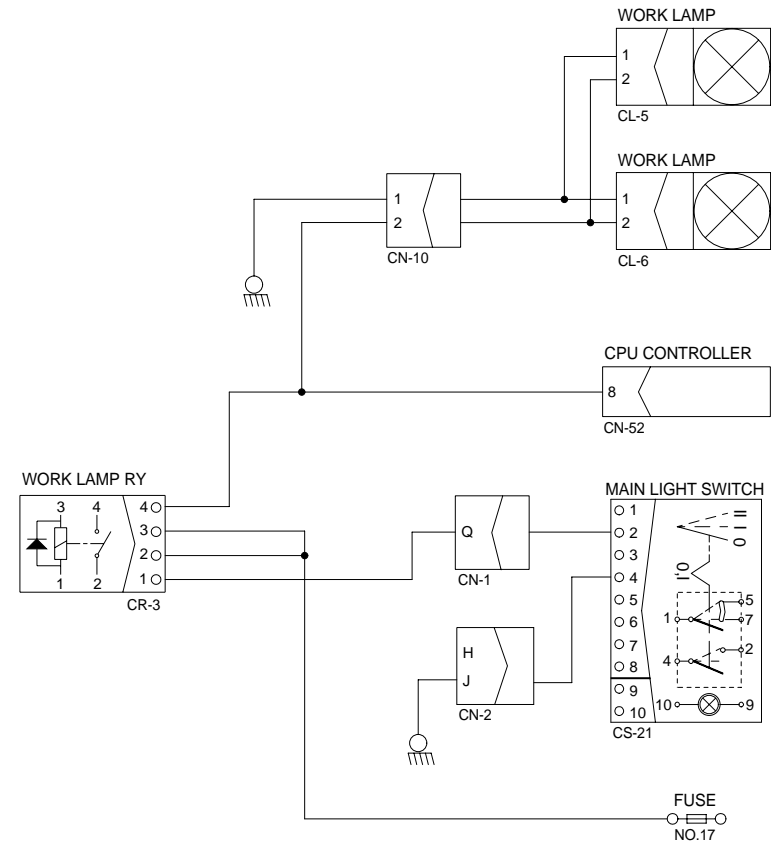 WORK LAMP
1
2
CL-5
WORK LAMP
1
2
CL-6
1
2
CN-10
CPU CONTROLLER
8
CN-52
WORK LAMP RY
3 4
1 2
4
3
2
1
CR-3
Q
CN-1
H
J
CN-2
MAIN LIGHT SWITCH
1
2
3
4
5
6
7
8
9
10
II
I
0
0,I
5
1 7
2
4
10 9
CS-21
FUSE
NO.17